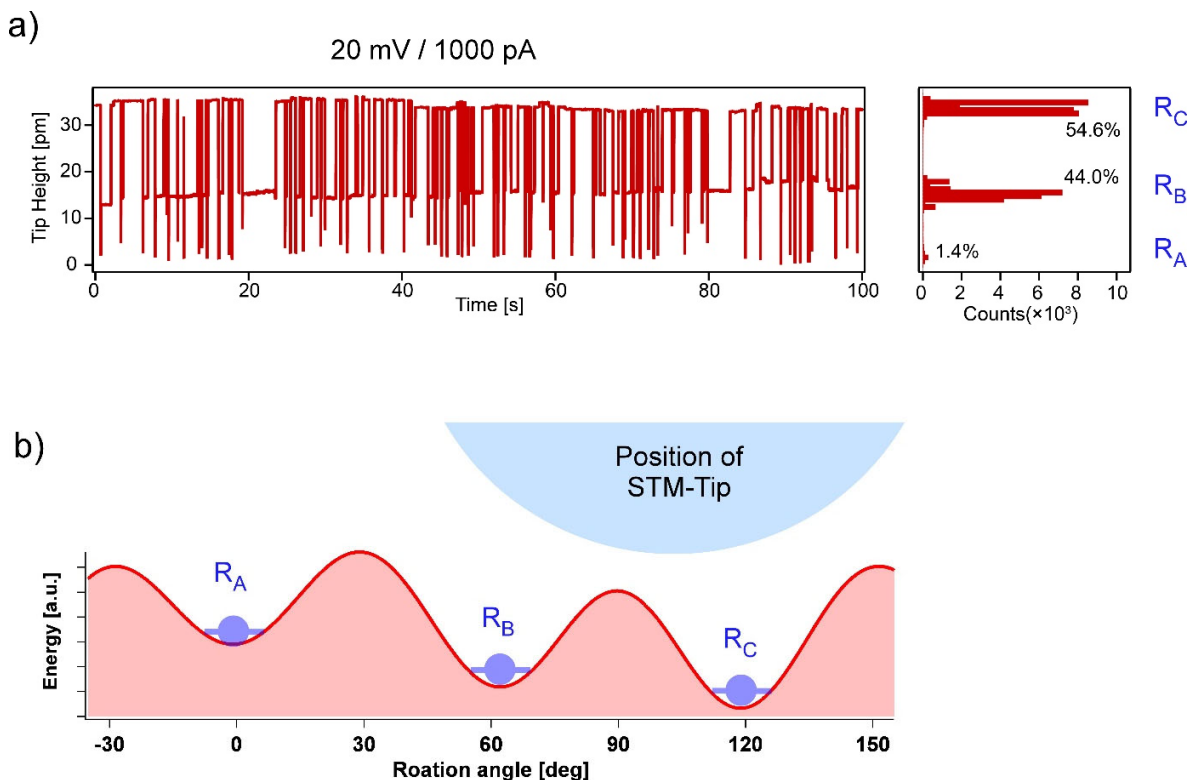 a)
20 mV / 1000 pA
Tip Height [pm]
30
20
10
0
0 20 40 60 80 100
Time [s]
54.6%
44.0%
1.4%
R_C
R_B
R_A
0 2 4 6 8 10
Counts(×10³)
b)
Position of
STM-Tip
Energy [a.u.]
R_A
R_B
R_C
-30 0 30 60 90 120 150
Roation angle [deg]